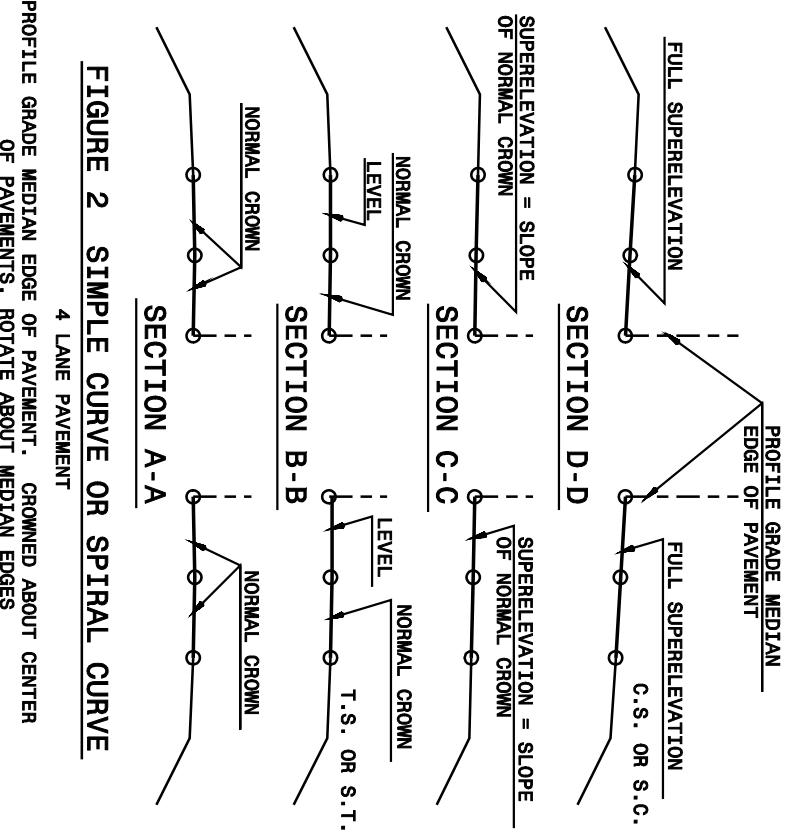 PROFILE GRADE MEDIAN
EDGE OF PAVEMENT
FULL SUPERELEVATION
FULL SUPERELEVATION
C.S. OR S.C.
SECTION D-D
SUPERELEVATION = SLOPE
OF NORMAL CROWN
SUPERELEVATION = SLOPE
OF NORMAL CROWN
SECTION C-C
NORMAL CROWN
LEVEL
LEVEL
NORMAL CROWN
T.S. OR S.T.
SECTION B-B
NORMAL CROWN
NORMAL CROWN
SECTION A-A
FIGURE 2 SIMPLE CURVE OR SPIRAL CURVE
4 LANE PAVEMENT
PROFILE GRADE MEDIAN EDGE OF PAVEMENT. CROWNED ABOUT CENTER
OF PAVEMENTS. ROTATE ABOUT MEDIAN EDGES